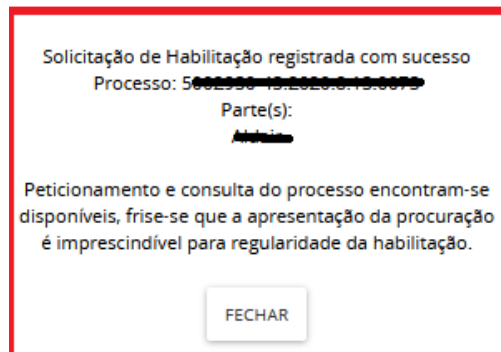 Solicitação de Habilitação registrada com sucesso
Processo:
Parte(s):
Peticionamento e consulta do processo encontram-se
disponíveis, frise-se que a apresentação da procuração
é imprescindível para regularidade da habilitação.
FECHAR